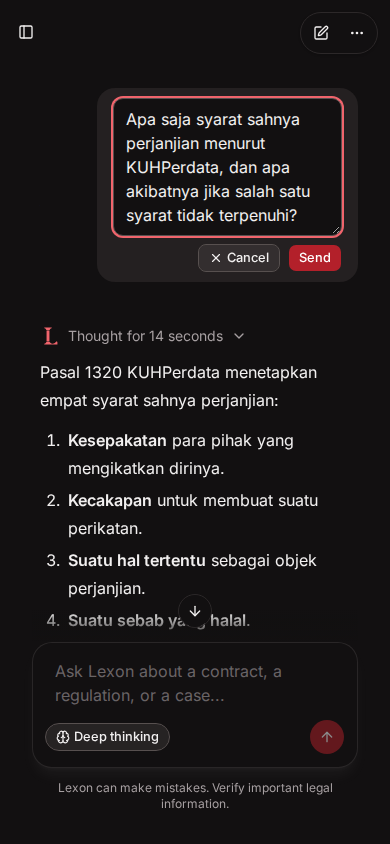 Apa saja syarat sahnya
perjanjian menurut
KUHPerdata, dan apa
akibatnya jika salah satu
syarat tidak terpenuhi?
Cancel
Send
L Thought for 14 seconds
Pasal 1320 KUHPerdata menetapkan
empat syarat sahnya perjanjian:
1. Kesepakatan para pihak yang
mengikatkan dirinya.
2. Kecakapan untuk membuat suatu
perikatan.
3. Suatu hal tertentu sebagai objek
perjanjian.
4. Suatu sebab yang halal.
Ask Lexon about a contract, a
regulation, or a case...
Deep thinking
Lexon can make mistakes. Verify important legal
information.